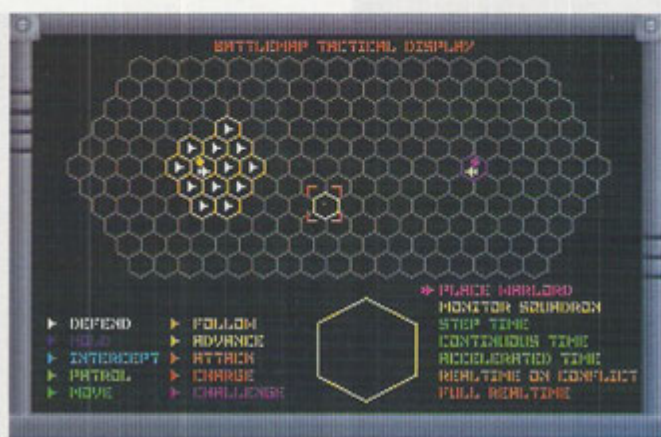 BATTLEMAP TACTICAL DISPLAY
PLACE WARLORD
MONITOR SQUADRON
DEFEND
FOLLOW
STEP TIME
HOLD
ADVANCE
CONTINUOUS TIME
INTERCEPT
ATTACK
ACCELERATED TIME
PATROL
CHARGE
REALTIME ON CONFLICT
MOVE
CHALLENGE
FULL REALTIME